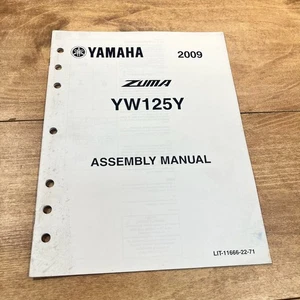 YAMAHA 2009
ZUMA
YW125Y
ASSEMBLY MANUAL
LIT-11666-22-71